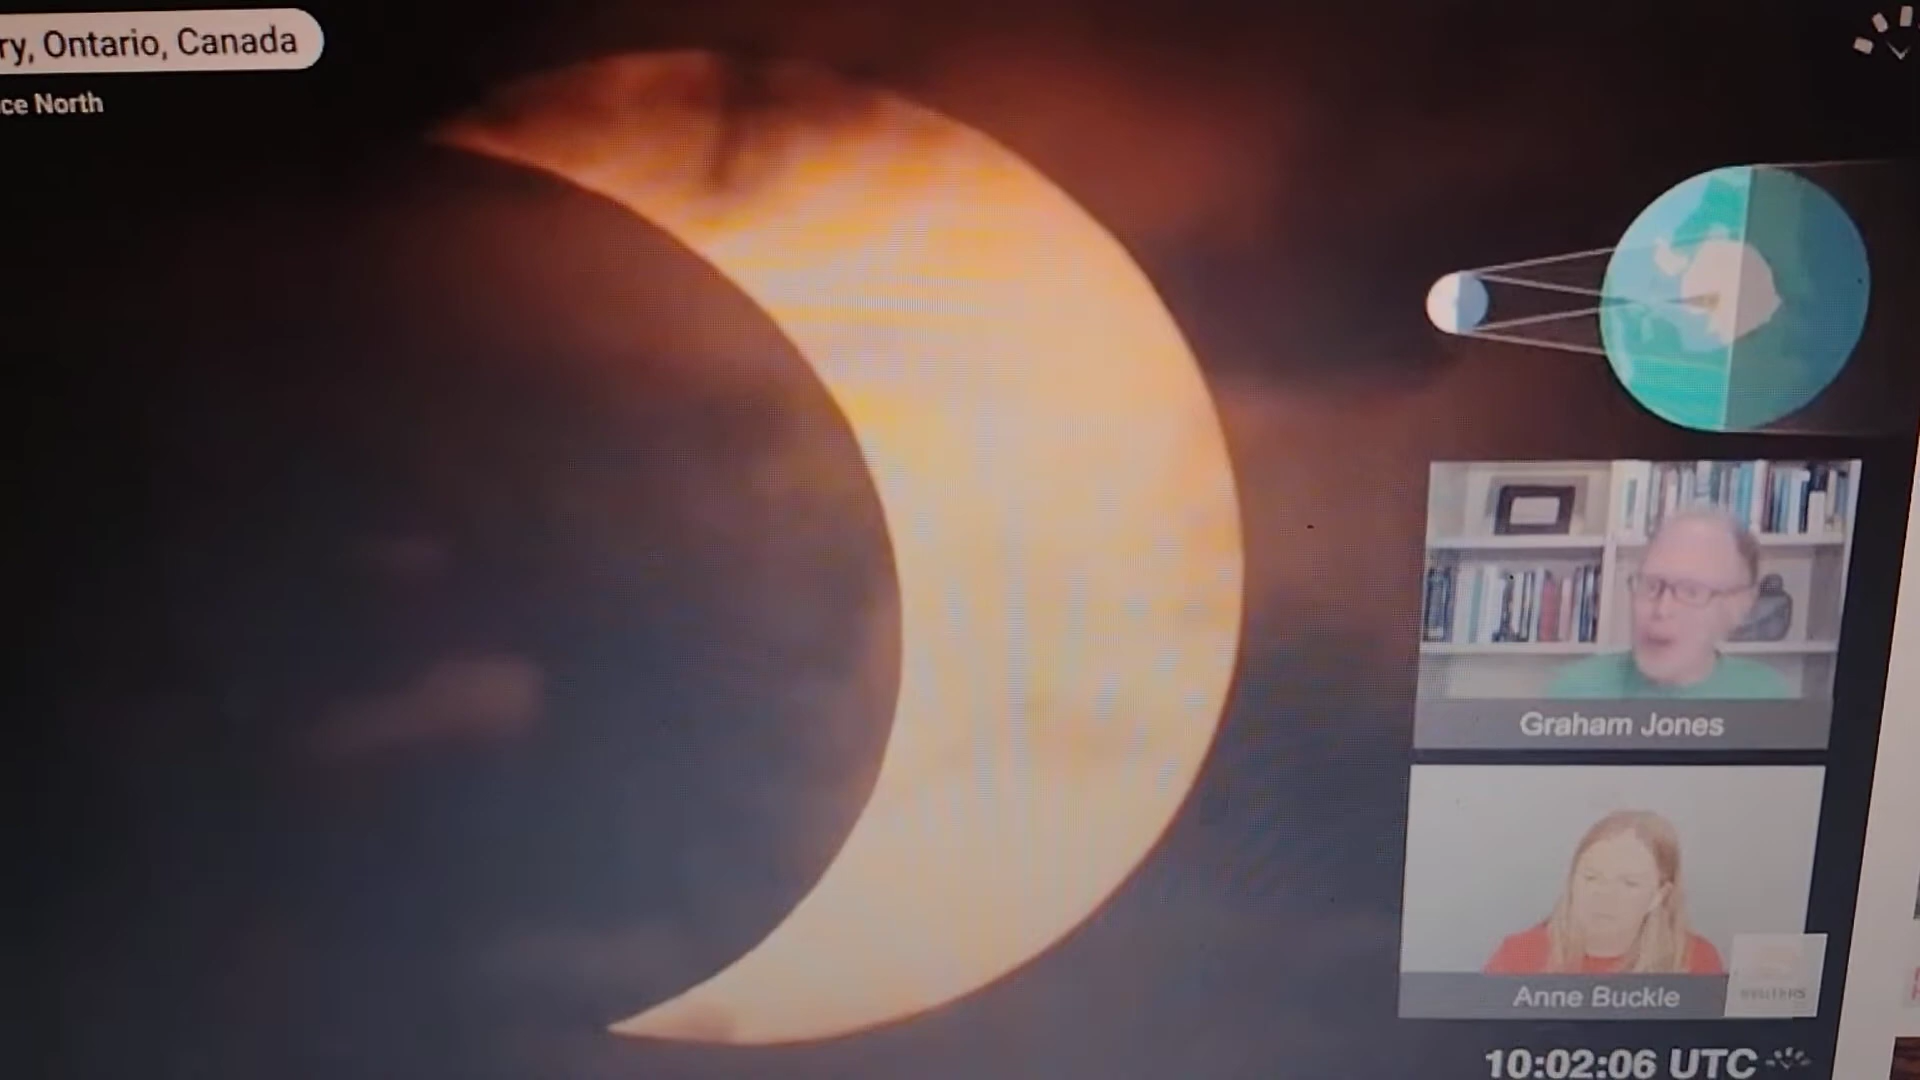 ry, Ontario, Canada
ce North
Graham Jones
Anne Buckle
10:02:06 UTC